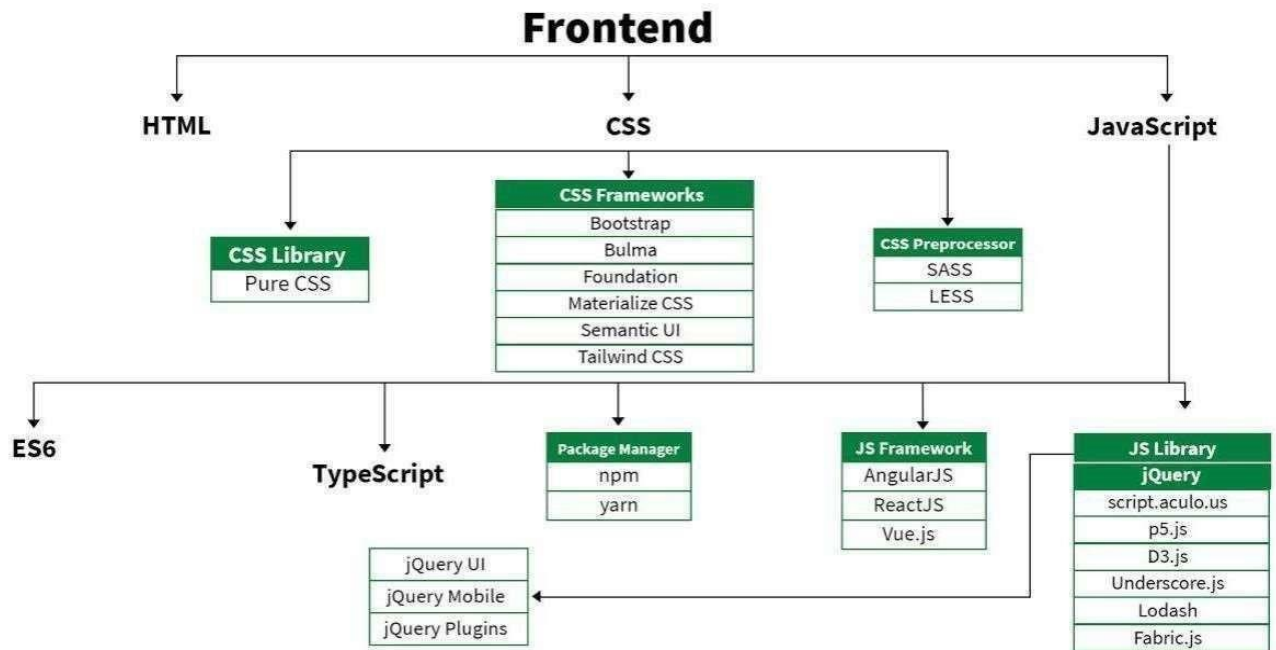 Frontend
HTML
CSS
JavaScript
CSS Library
Pure CSS
CSS Frameworks
Bootstrap
Bulma
Foundation
Materialize CSS
Semantic UI
Tailwind CSS
CSS Preprocessor
SASS
LESS
ES6
TypeScript
Package Manager
npm
yarn
JS Framework
AngularJS
ReactJS
Vue.js
JS Library
jQuery
script.aculo.us
p5.js
D3.js
Underscore.js
Lodash
Fabric.js
jQuery UI
jQuery Mobile
jQuery Plugins